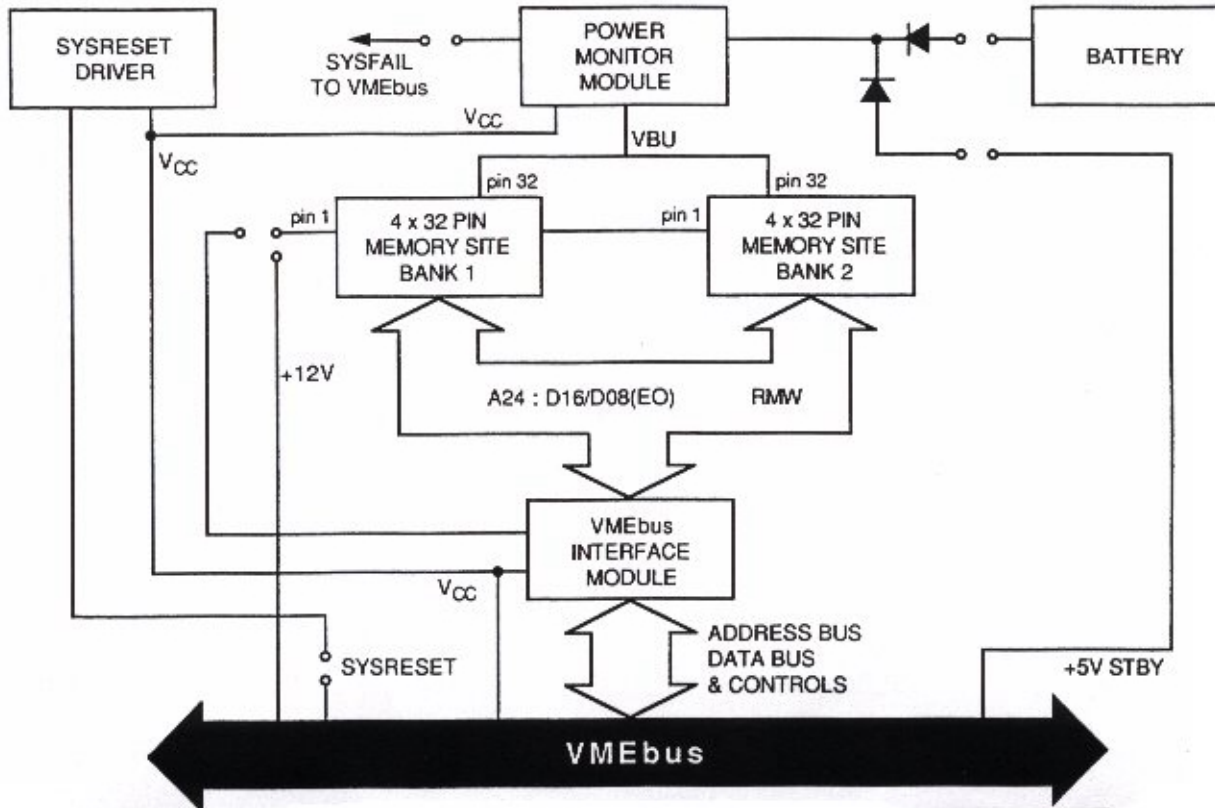 SYSRESET
DRIVER
SYSFAIL
TO VMEbus
POWER
MONITOR
MODULE
BATTERY
VCC
VCC
VBU
pin 32
pin 32
pin 1
4 x 32 PIN
MEMORY SITE
BANK 1
pin 1
4 x 32 PIN
MEMORY SITE
BANK 2
+12V
A24 : D16/D08(EO)
RMW
VMEbus
INTERFACE
MODULE
VCC
SYSRESET
ADDRESS BUS
DATA BUS
& CONTROLS
+5V STBY
VMEbus